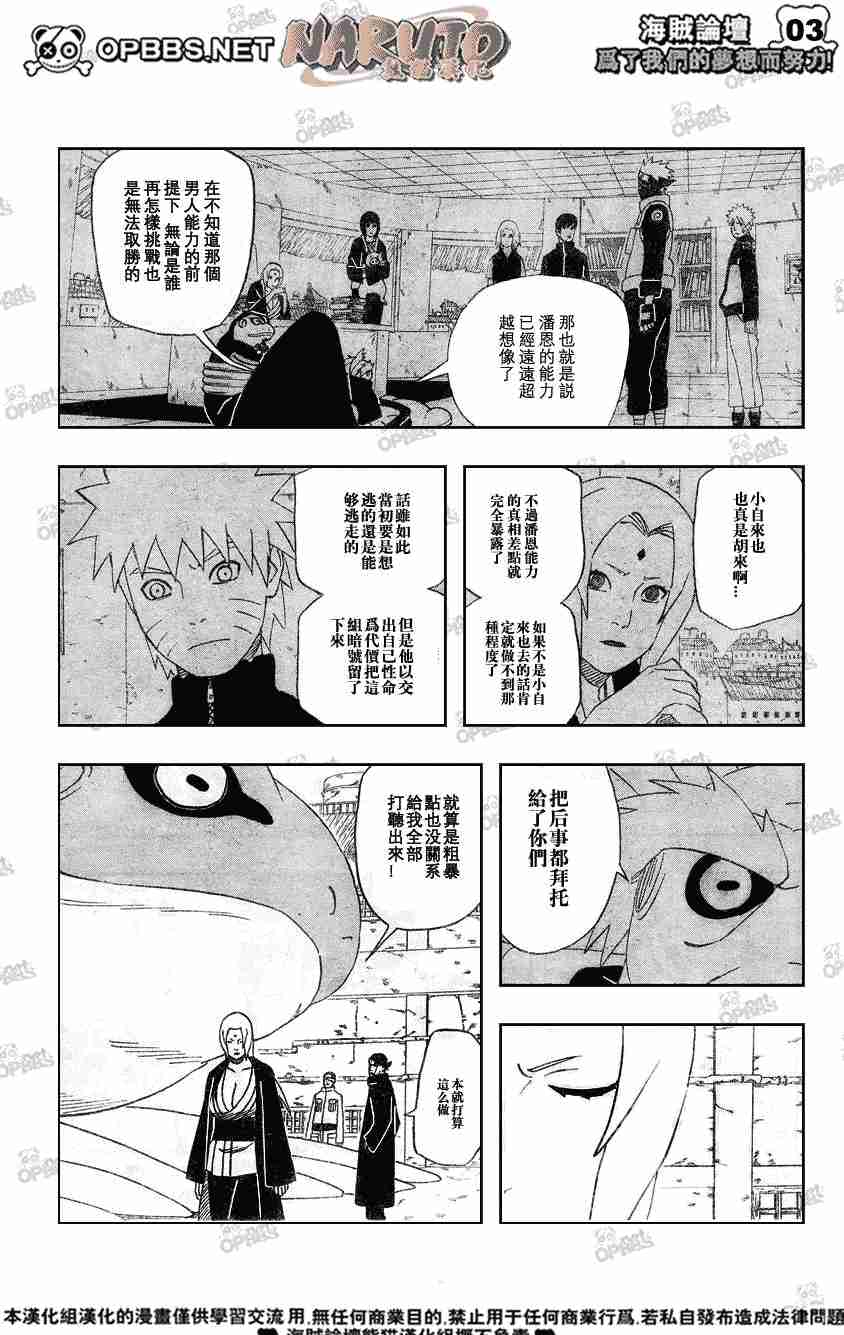 OPBBS.NET
NARUTO
海賊論壇
03
爲了我們的夢想而努力!
那也就是説
潘恩的能力
已經遠遠超
越想像了
在不知道那個
男人能力的前
提下 無論是誰
再怎樣挑戰也
是無法取勝的
小自來也
也真是胡來啊…
不過潘恩能力
的真相差點就
完全暴露了
如果不是小自
來也去的話肯
定就做不到那
種程度了
話雖如此
當初要是想
逃的還是能
够逃走的
但是他以交
出自己性命
爲代價把這
組暗號留了
下來
把后事都拜托
給了你們
就算是粗暴
點也没關系
給我全部
打聽出來!
本就打算
這么做
本漢化組漢化的漫畫僅供學習交流用,無任何商業目的,禁止用于任何商業行爲,若私自發布造成法律問題